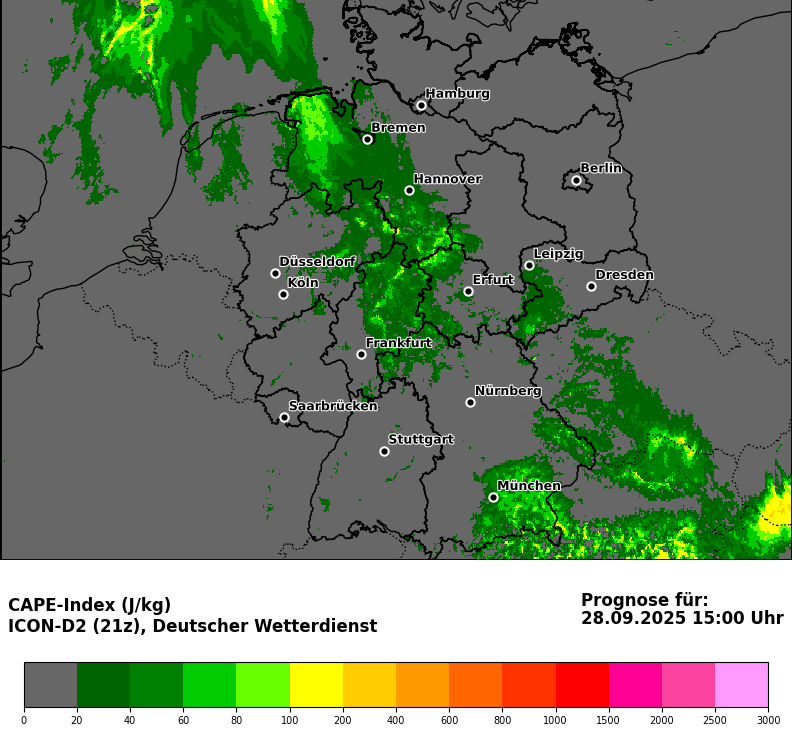 Hamburg
Bremen
Berlin
Hannover
Leipzig
Düsseldorf
Dresden
Köln
Erfurt
Frankfurt
Nürnberg
Saarbrücken
Stuttgart
München
CAPE-Index (J/kg)
ICON-D2 (21z), Deutscher Wetterdienst
Prognose für:
28.09.2025 15:00 Uhr
0 20 40 60 80 100 200 400 600 800 1000 1500 2000 2500 3000